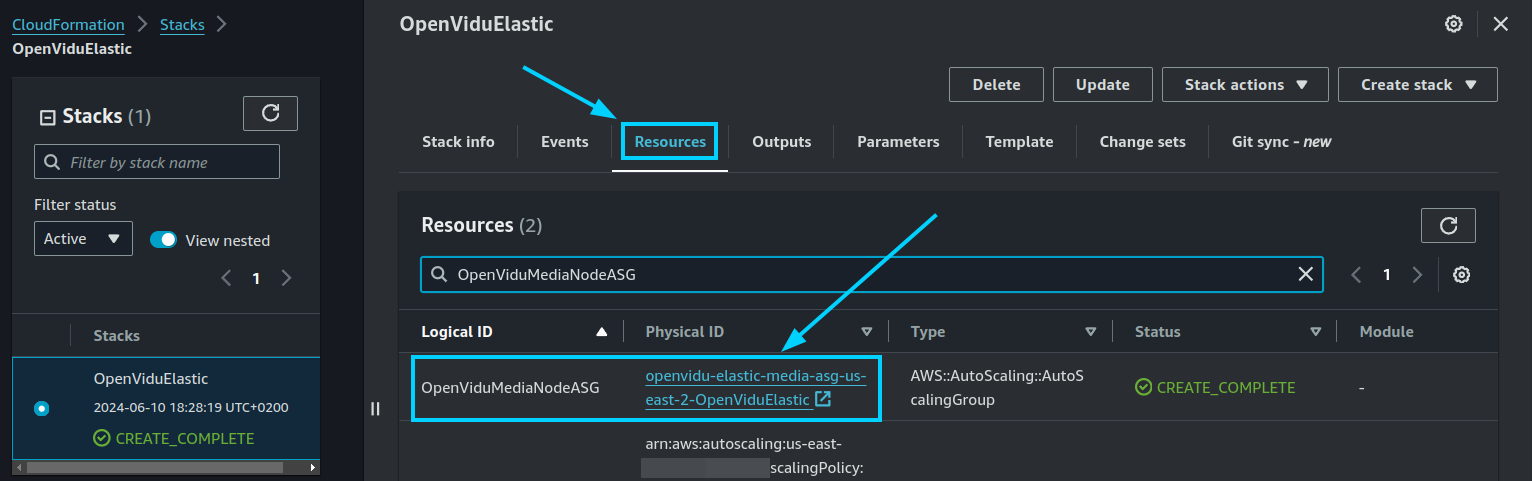 CloudFormation > Stacks >
OpenViduElastic
Stacks (1)
Filter by stack name
Filter status
Active
View nested
1
Stacks
OpenViduElastic
2024-06-10 18:28:19 UTC+0200
CREATE_COMPLETE
OpenViduElastic
Delete
Update
Stack actions
Create stack
Stack info
Events
Resources
Outputs
Parameters
Template
Change sets
Git sync - new
Resources (2)
OpenViduMediaNodeASG
1
Logical ID
Physical ID
Type
Status
Module
OpenViduMediaNodeASG
openvidu-elastic-media-asg-us-
east-2-OpenViduElastic
AWS::AutoScaling::AutoS
calingGroup
CREATE_COMPLETE
-
arn:aws:autoscaling:us-east-
scalingPolicy: